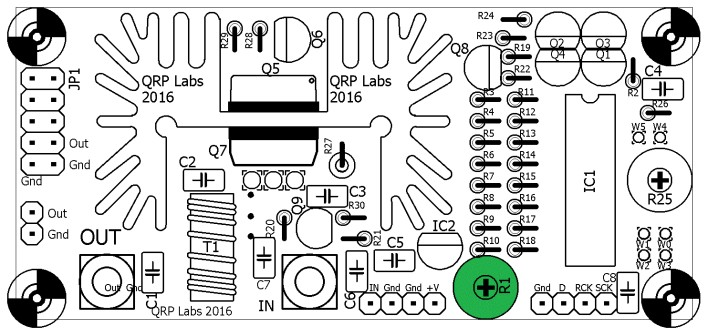 R24
R23
R29
R28
Q6
Q8
R19
R22
Q2
Q3
Q4
Q1
JP1
QRP Labs
2016
Q5
QRP Labs
2016
R2
C4
R3
R11
R26
R4
R12
W5
W4
Out
Gnd
Gnd
Q7
R27
R5
R13
R6
R14
R7
R15
IC1
C2
C3
R8
R16
R25
Out
Gnd
Q9
R20
R30
R21
IC2
R9
R17
R10
R18
W1
W0
W2
W3
OUT
T1
C7
C5
Out
Gnd
C1
QRP Labs 2016
IN
C6
IN
Gnd
Gnd
+V
R1
Gnd
D
RCK
SCK
C8